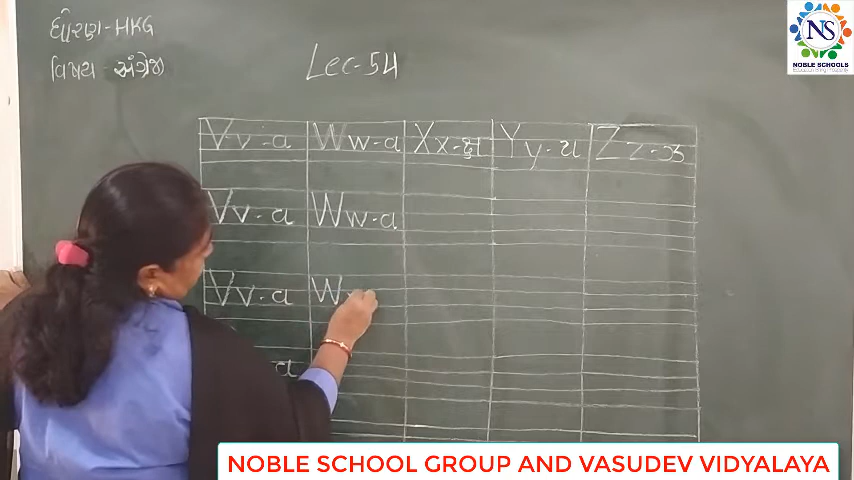 ધોરણ - HKG
વિષય - અંગ્રેજી
Lec - 54
Vv - વ Ww - વ Xx - ક્ષ Yy - ય Zz - ઝ
Vv - વ Ww - વ
Vv - વ W
વ
NS
NOBLE SCHOOLS
NOBLE SCHOOL GROUP AND VASUDEV VIDYALAYA